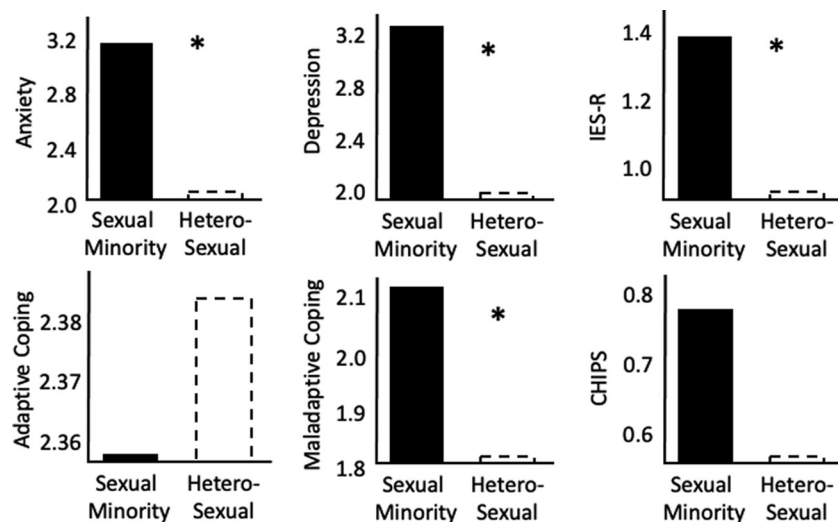 Anxiety
3.2
2.8
2.4
2.0
*
Sexual Minority
Hetero-Sexual
Depression
3.2
2.8
2.4
2.0
*
Sexual Minority
Hetero-Sexual
IES-R
1.4
1.2
1.0
*
Sexual Minority
Hetero-Sexual
Adaptive Coping
2.38
2.37
2.36
Sexual Minority
Hetero-Sexual
Maladaptive Coping
2.1
2.0
1.9
1.8
*
Sexual Minority
Hetero-Sexual
CHIPS
0.8
0.7
0.6
Sexual Minority
Hetero-Sexual